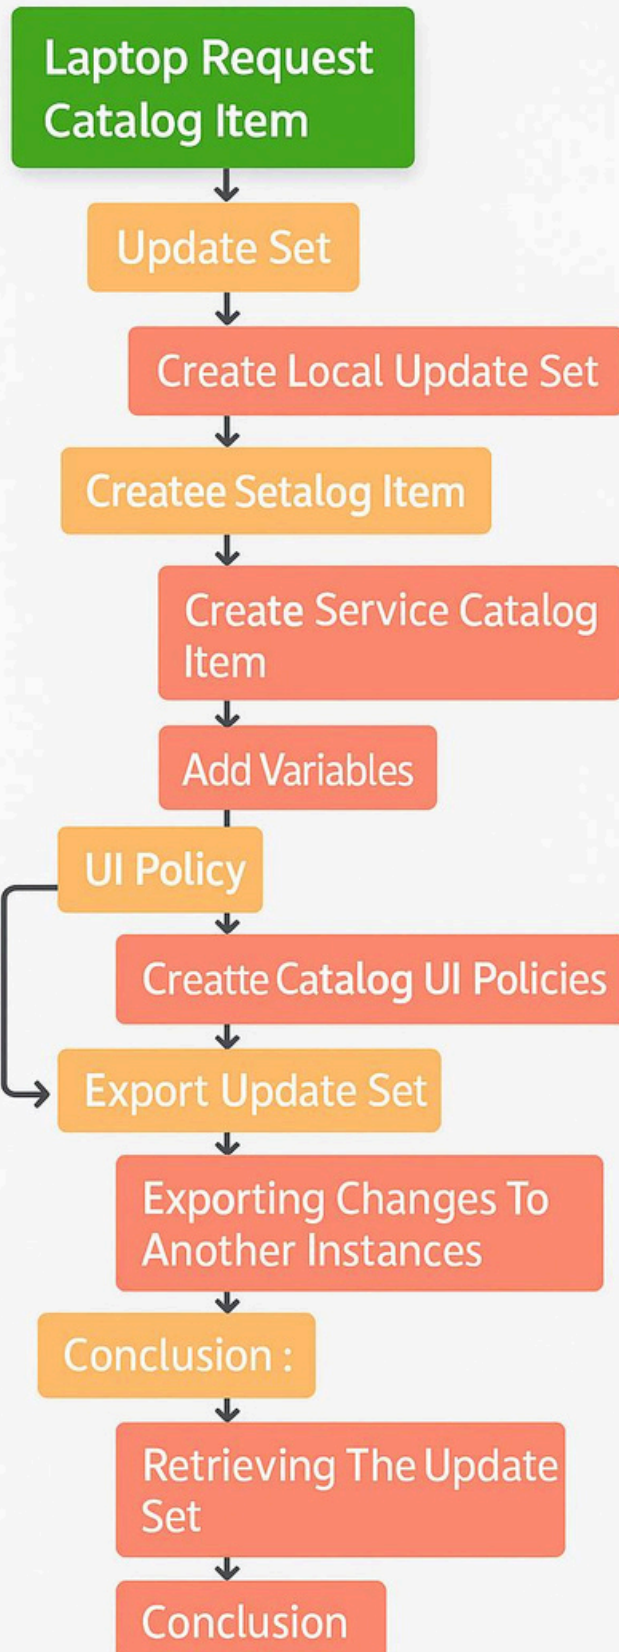 Laptop Request
Catalog Item
Update Set
Create Local Update Set
Createe Setalog Item
Create Service Catalog
Item
Add Variables
UI Policy
Creatte Catalog UI Policies
Export Update Set
Exporting Changes To
Another Instances
Conclusion :
Retrieving The Update
Set
Conclusion